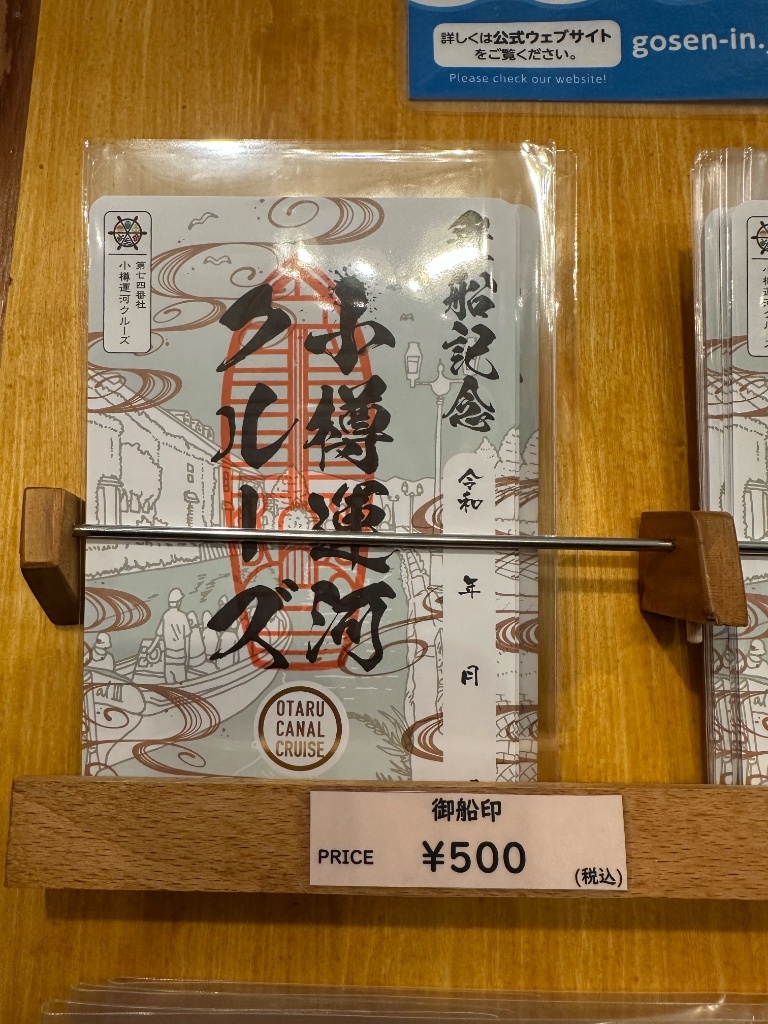 詳しくは公式ウェブサイト
をご覧ください。
gosen-in.
Please check our website!
第七四番社
小樽運河クルーズ
小樽運河
クルーズ
乗船記念
令和 年 月
OTARU
CANAL
CRUISE
御船印
PRICE ¥500
(税込)